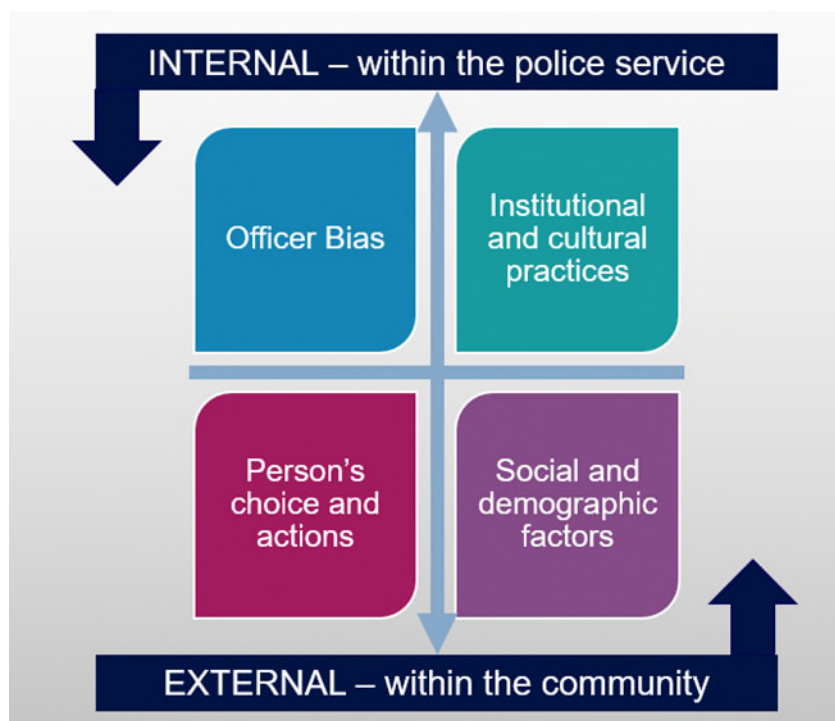 INTERNAL – within the police service
Officer Bias
Institutional
and cultural
practices
Person's
choice and
actions
Social and
demographic
factors
EXTERNAL – within the community